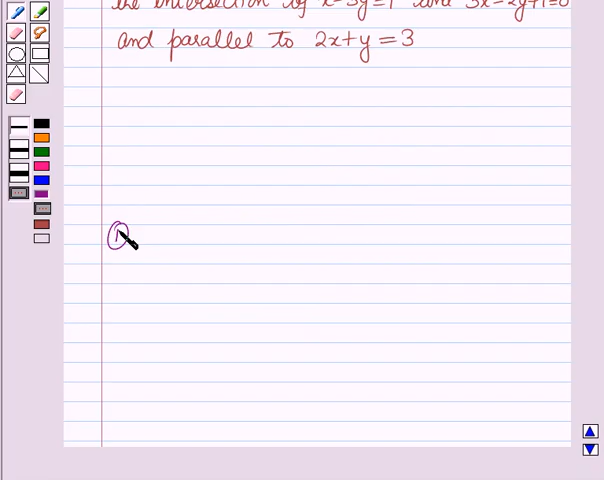 the intersection of x-3y=1 and 3x-2y+1=0
and parallel to 2x+y=3